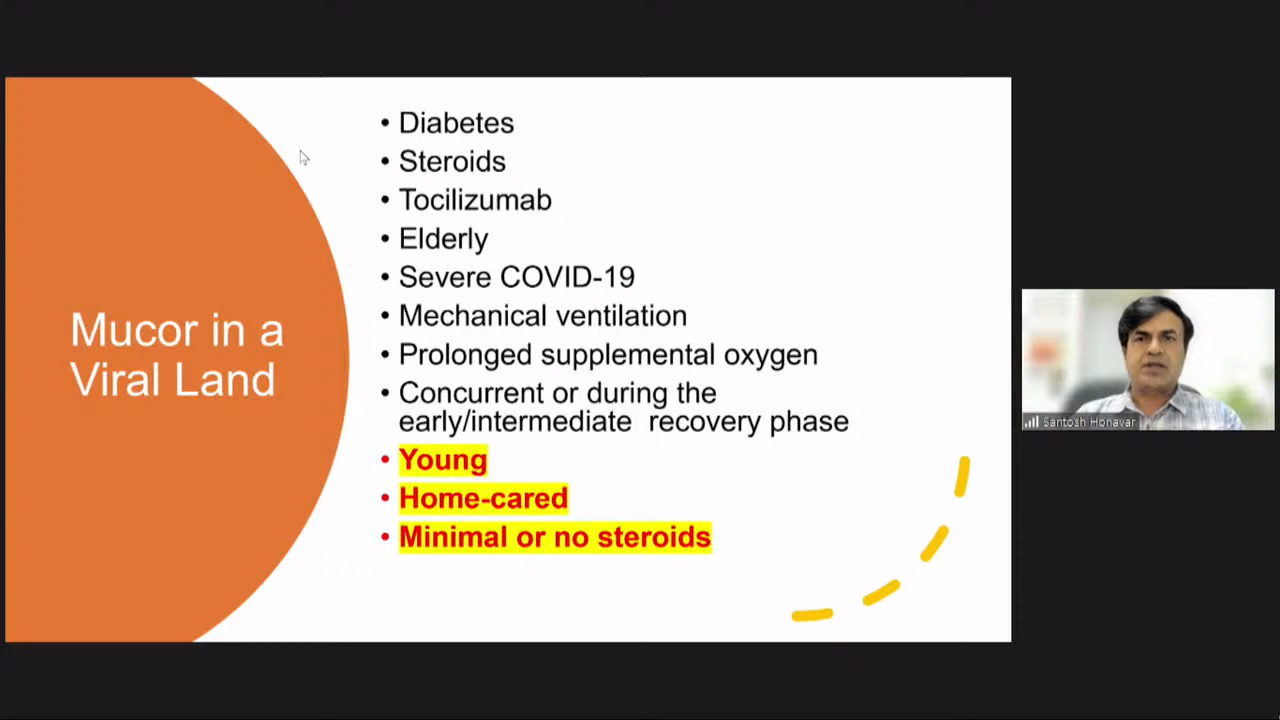 Mucor in a
Viral Land
• Diabetes
• Steroids
• Tocilizumab
• Elderly
• Severe COVID-19
• Mechanical ventilation
• Prolonged supplemental oxygen
• Concurrent or during the
early/intermediate recovery phase
• Young
• Home-cared
• Minimal or no steroids
Santosh Honavar